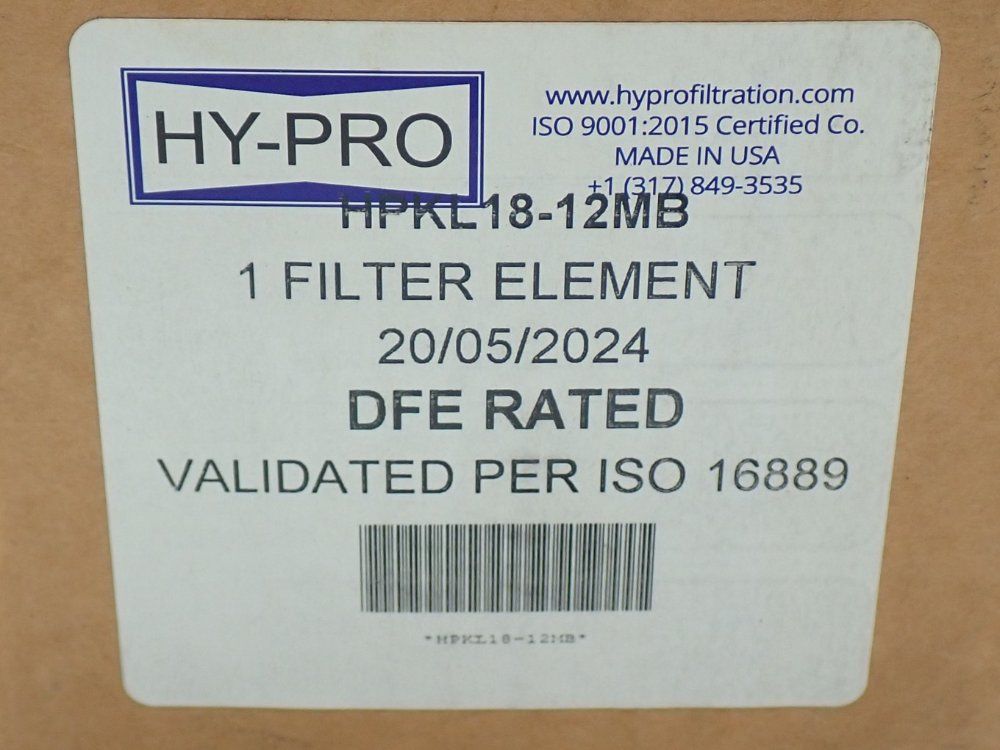 HY-PRO
www.hyprofiltration.com
ISO 9001:2015 Certified Co.
MADE IN USA
+1 (317) 849-3535
HPKL18-12MB
1 FILTER ELEMENT
20/05/2024
DFE RATED
VALIDATED PER ISO 16889
*HPKL18-12MB*